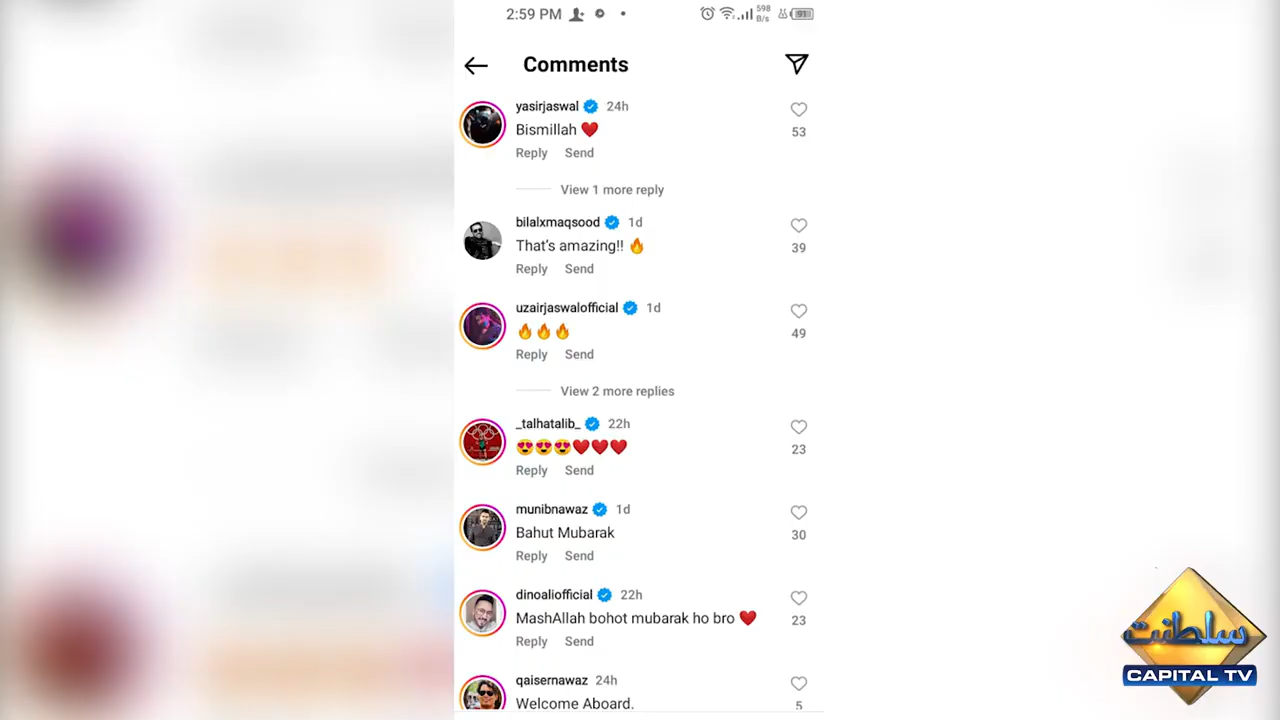 2:59 PM
598
B/s
91
Comments
yasirjaswal 24h
Bismillah ❤️
53
Reply Send
View 1 more reply
bilalxmaqsood 1d
That's amazing!! 🔥
39
Reply Send
uzairjaswalofficial 1d
🔥🔥🔥
49
Reply Send
View 2 more replies
_talhatalib_ 22h
😍😍😍❤️❤️❤️
23
Reply Send
munibnawaz 1d
Bahut Mubarak
30
Reply Send
dinoaliofficial 22h
MashAllah bohot mubarak ho bro ❤️
23
Reply Send
qaisernawaz 24h
Welcome Aboard.
5
سلطنت
CAPITAL TV